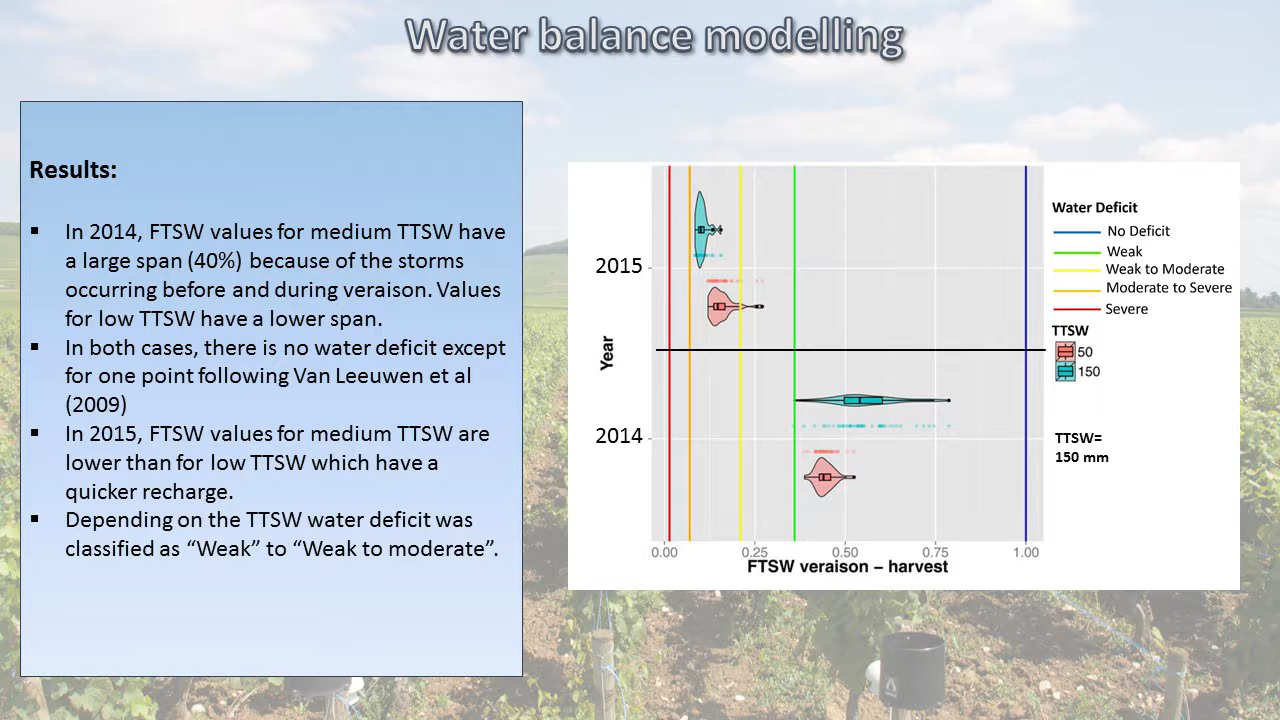 Water balance modelling
Results:
▪ In 2014, FTSW values for medium TTSW have
a large span (40%) because of the storms
occurring before and during veraison. Values
for low TTSW have a lower span.
▪ In both cases, there is no water deficit except
for one point following Van Leeuwen et al
(2009)
▪ In 2015, FTSW values for medium TTSW are
lower than for low TTSW which have a
quicker recharge.
▪ Depending on the TTSW water deficit was
classified as “Weak” to “Weak to moderate”.
Year
2015
2014
0.00 0.25 0.50 0.75 1.00
FTSW veraison – harvest
Water Deficit
No Deficit
Weak
Weak to Moderate
Moderate to Severe
Severe
TTSW
50
150
TTSW=
150 mm